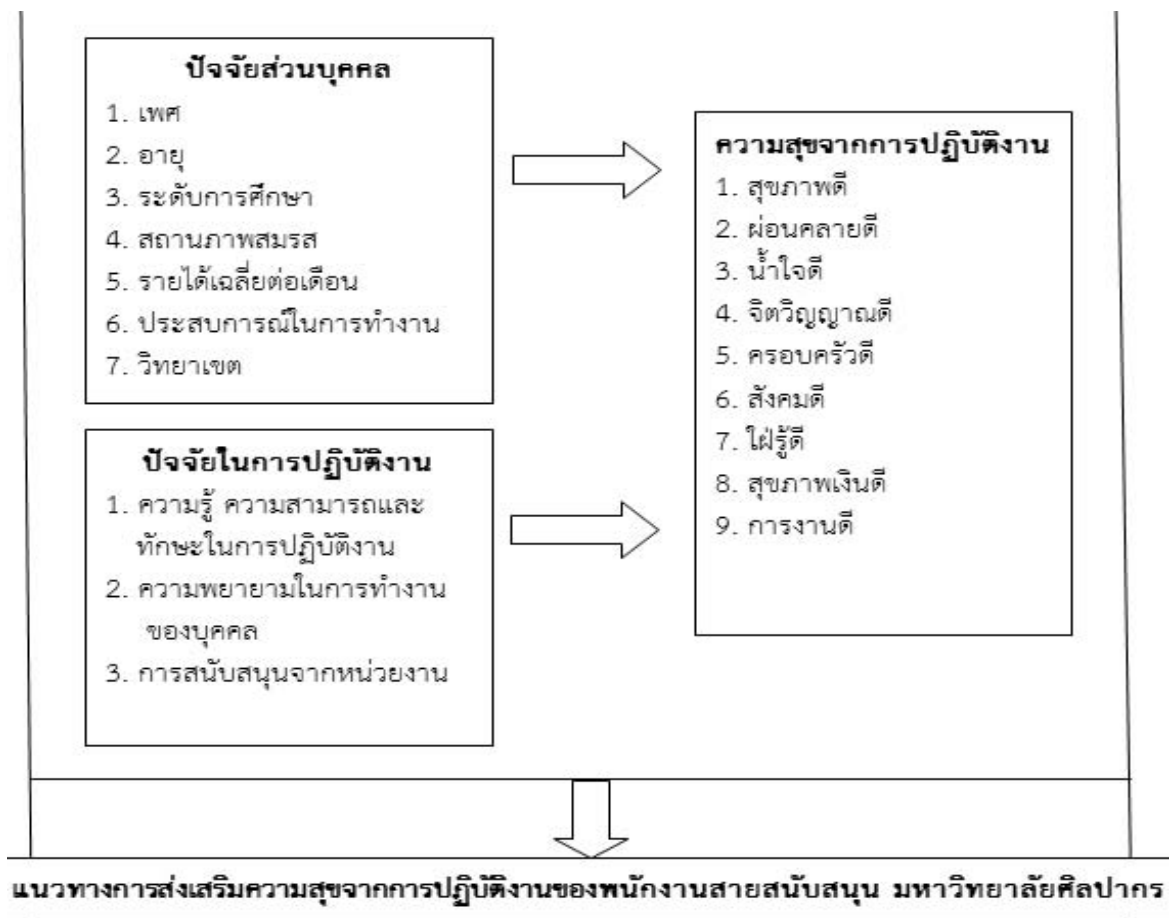 ปัจจัยส่วนบุคคล
1. เพศ
2. อายุ
3. ระดับการศึกษา
4. สถานภาพสมรส
5. รายได้เฉลี่ยต่อเดือน
6. ประสบการณ์ในการทำงาน
7. วิทยาเขต
ปัจจัยในการปฏิบัติงาน
1. ความรู้ ความสามารถและ
ทักษะในการปฏิบัติงาน
2. ความพยายามในการทำงาน
ของบุคคล
3. การสนับสนุนจากหน่วยงาน
ความสุขจากการปฏิบัติงาน
1. สุขภาพดี
2. ผ่อนคลายดี
3. น้ำใจดี
4. จิตวิญญาณดี
5. ครอบครัวดี
6. สังคมดี
7. ใฝ่รู้ดี
8. สุขภาพเงินดี
9. การงานดี
แนวทางการส่งเสริมความสุขจากการปฏิบัติงานของพนักงานสายสนับสนุน มหาวิทยาลัยศิลปากร